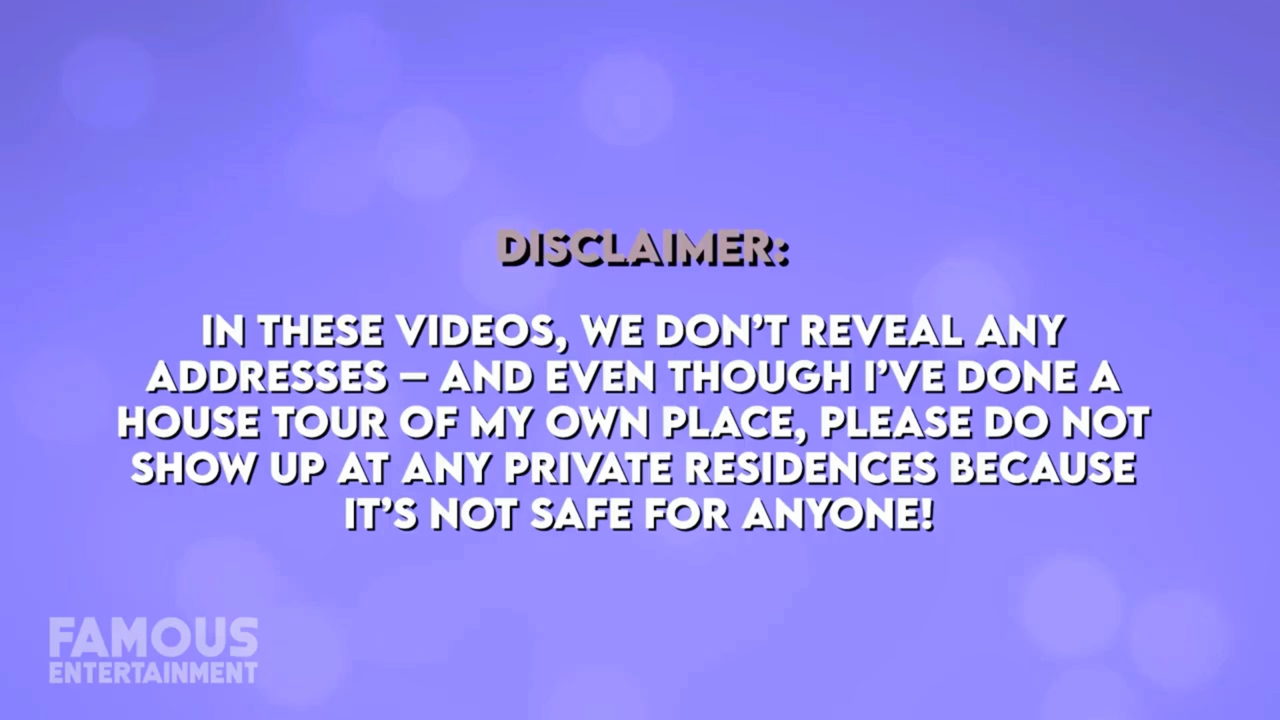 DISCLAIMER:
IN THESE VIDEOS, WE DON'T REVEAL ANY
ADDRESSES – AND EVEN THOUGH I'VE DONE A
HOUSE TOUR OF MY OWN PLACE, PLEASE DO NOT
SHOW UP AT ANY PRIVATE RESIDENCES BECAUSE
IT'S NOT SAFE FOR ANYONE!
FAMOUS
ENTERTAINMENT